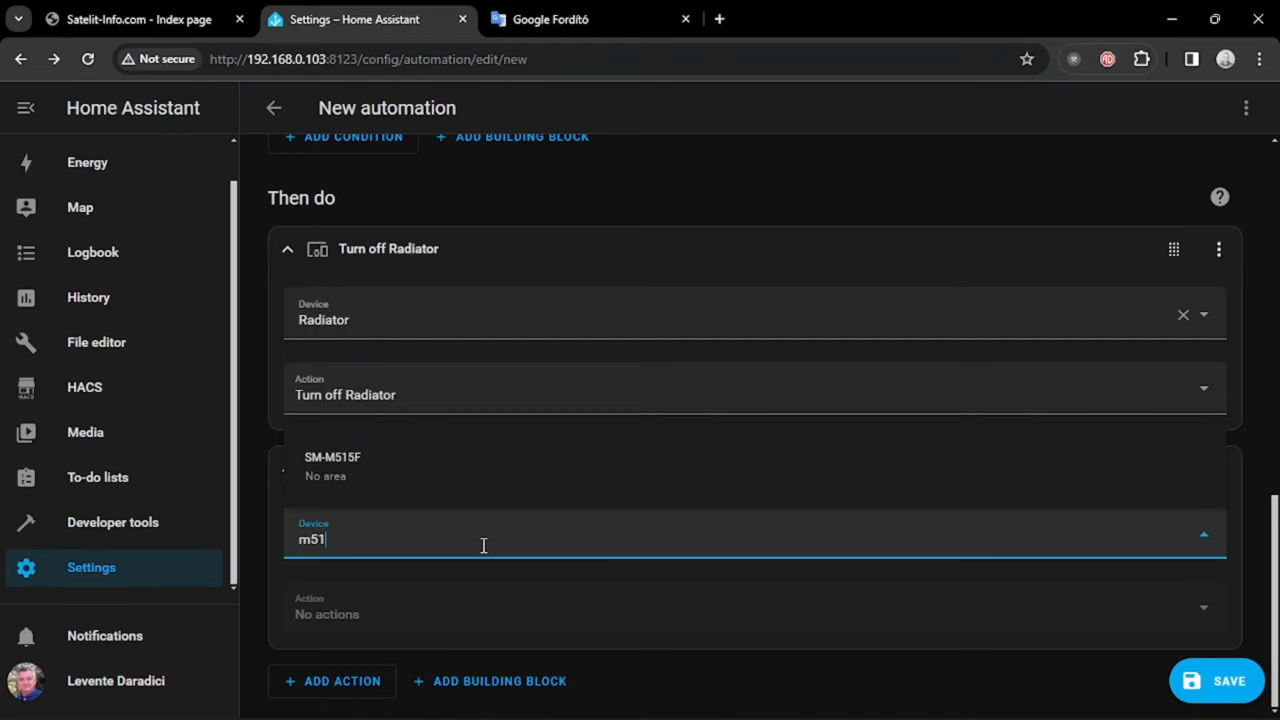 Satelit-Info.com - Index page
Settings – Home Assistant
Google Fordító
Not secure
http://192.168.0.103:8123/config/automation/edit/new
AD
Home Assistant
New automation
ADD CONDITION
ADD BUILDING BLOCK
Energy
Map
Logbook
History
File editor
HACS
HACS
Media
To-do lists
Developer tools
Settings
Notifications
Levente Daradici
Then do
Turn off Radiator
Device
Radiator
Action
Turn off Radiator
SM-M515F
No area
Device
m51
Action
No actions
ADD ACTION
ADD BUILDING BLOCK
SAVE